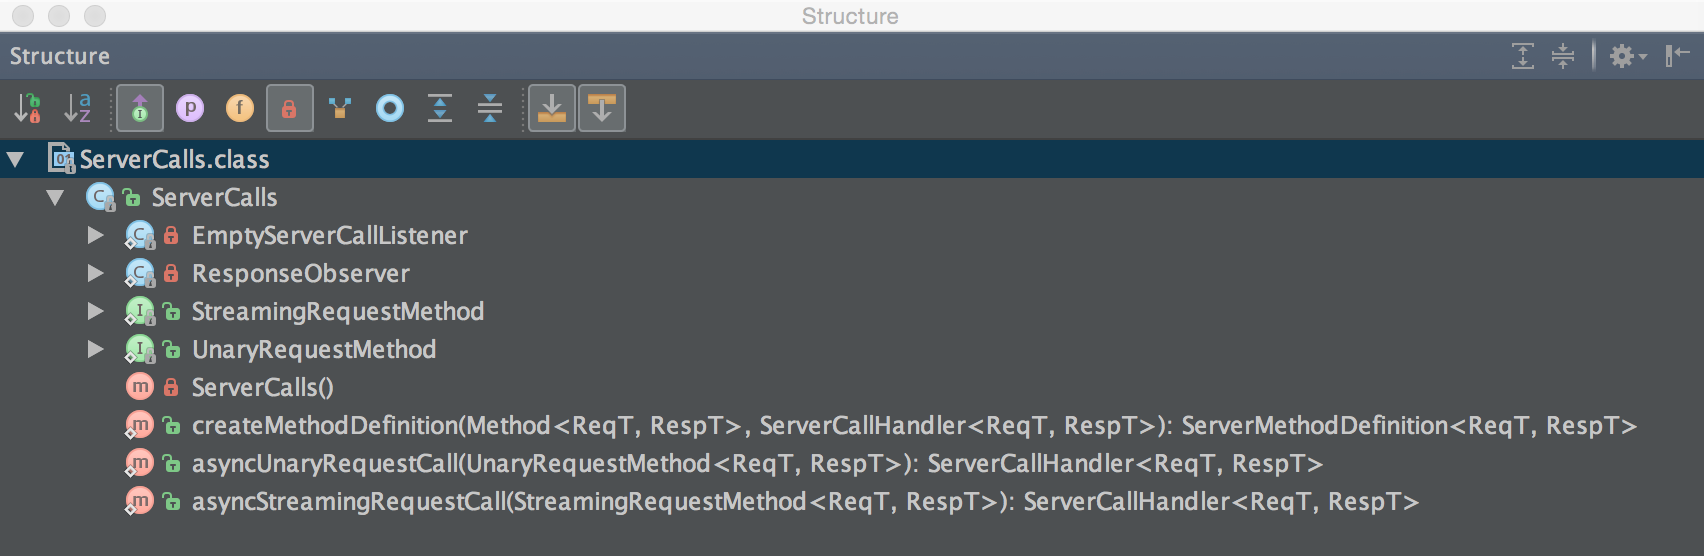 Structure
Structure
ServerCalls.class
ServerCalls
EmptyServerCallListener
ResponseObserver
StreamingRequestMethod
UnaryRequestMethod
ServerCalls()
createMethodDefinition(Method<ReqT, RespT>, ServerCallHandler<ReqT, RespT>): ServerMethodDefinition<ReqT, RespT>
asyncUnaryRequestCall(UnaryRequestMethod<ReqT, RespT>): ServerCallHandler<ReqT, RespT>
asyncStreamingRequestCall(StreamingRequestMethod<ReqT, RespT>): ServerCallHandler<ReqT, RespT>